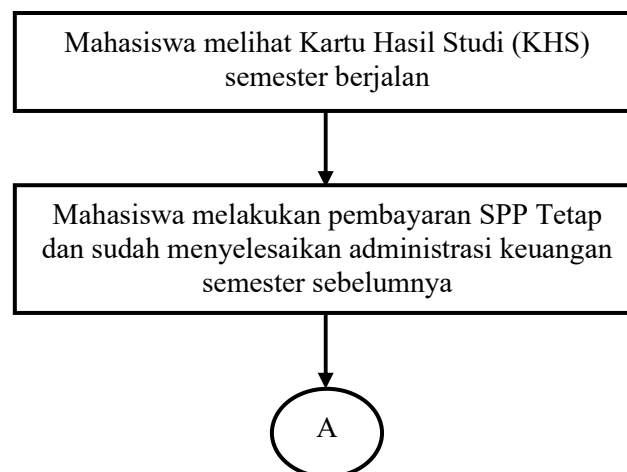 Mahasiswa melihat Kartu Hasil Studi (KHS)
semester berjalan
Mahasiswa melakukan pembayaran SPP Tetap
dan sudah menyelesaikan administrasi keuangan
semester sebelumnya
A